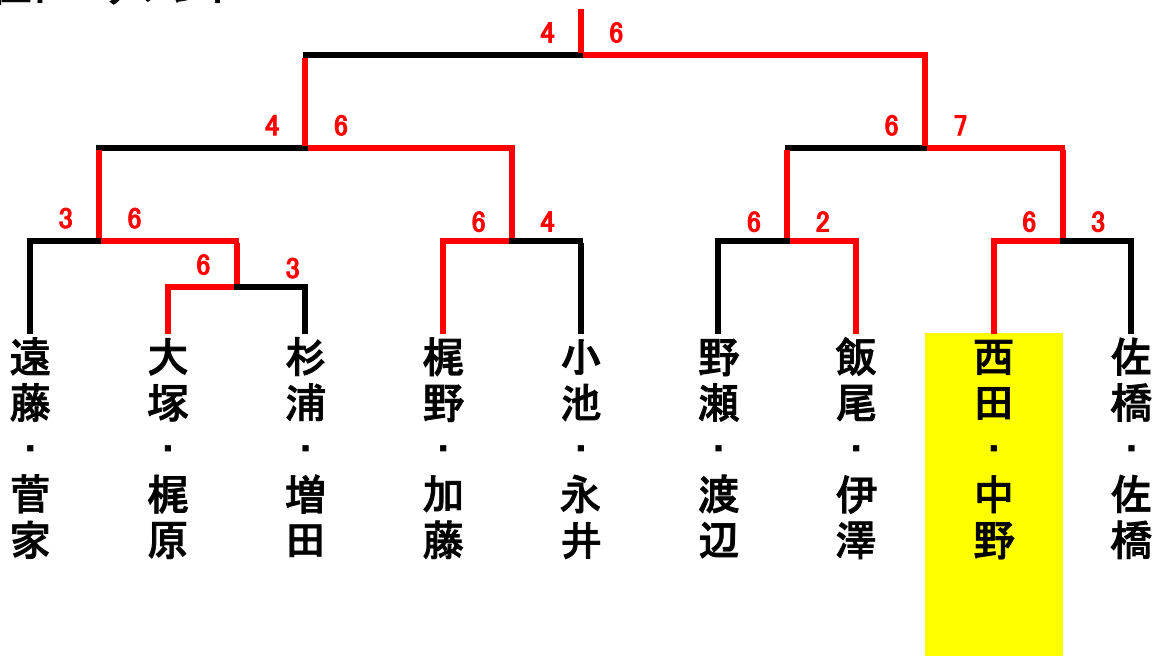 4 6
4 6
6 7
3 6
6 4
6 2
6 3
6 3
遠藤・菅家
大塚・梶原
杉浦・増田
梶野・加藤
小池・永井
野瀬・渡辺
飯尾・伊澤
西田・中野
佐橋・佐橋